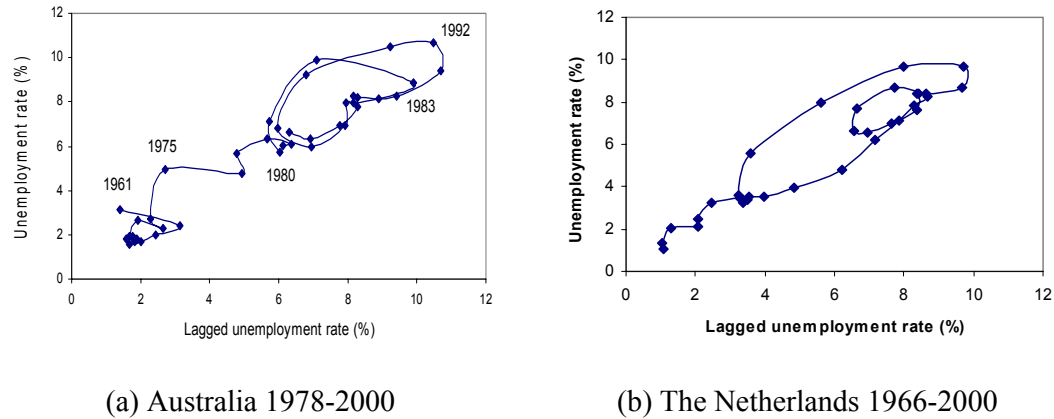 12
10
8
6
4
2
0
Unemployment rate (%)
1992
1983
1975
1980
1961
0 2 4 6 8 10 12
Lagged unemployment rate (%)
12
10
8
6
4
2
0
Unemployment rate (%)
0 2 4 6 8 10 12
Lagged unemployment rate (%)
(a) Australia 1978-2000
(b) The Netherlands 1966-2000